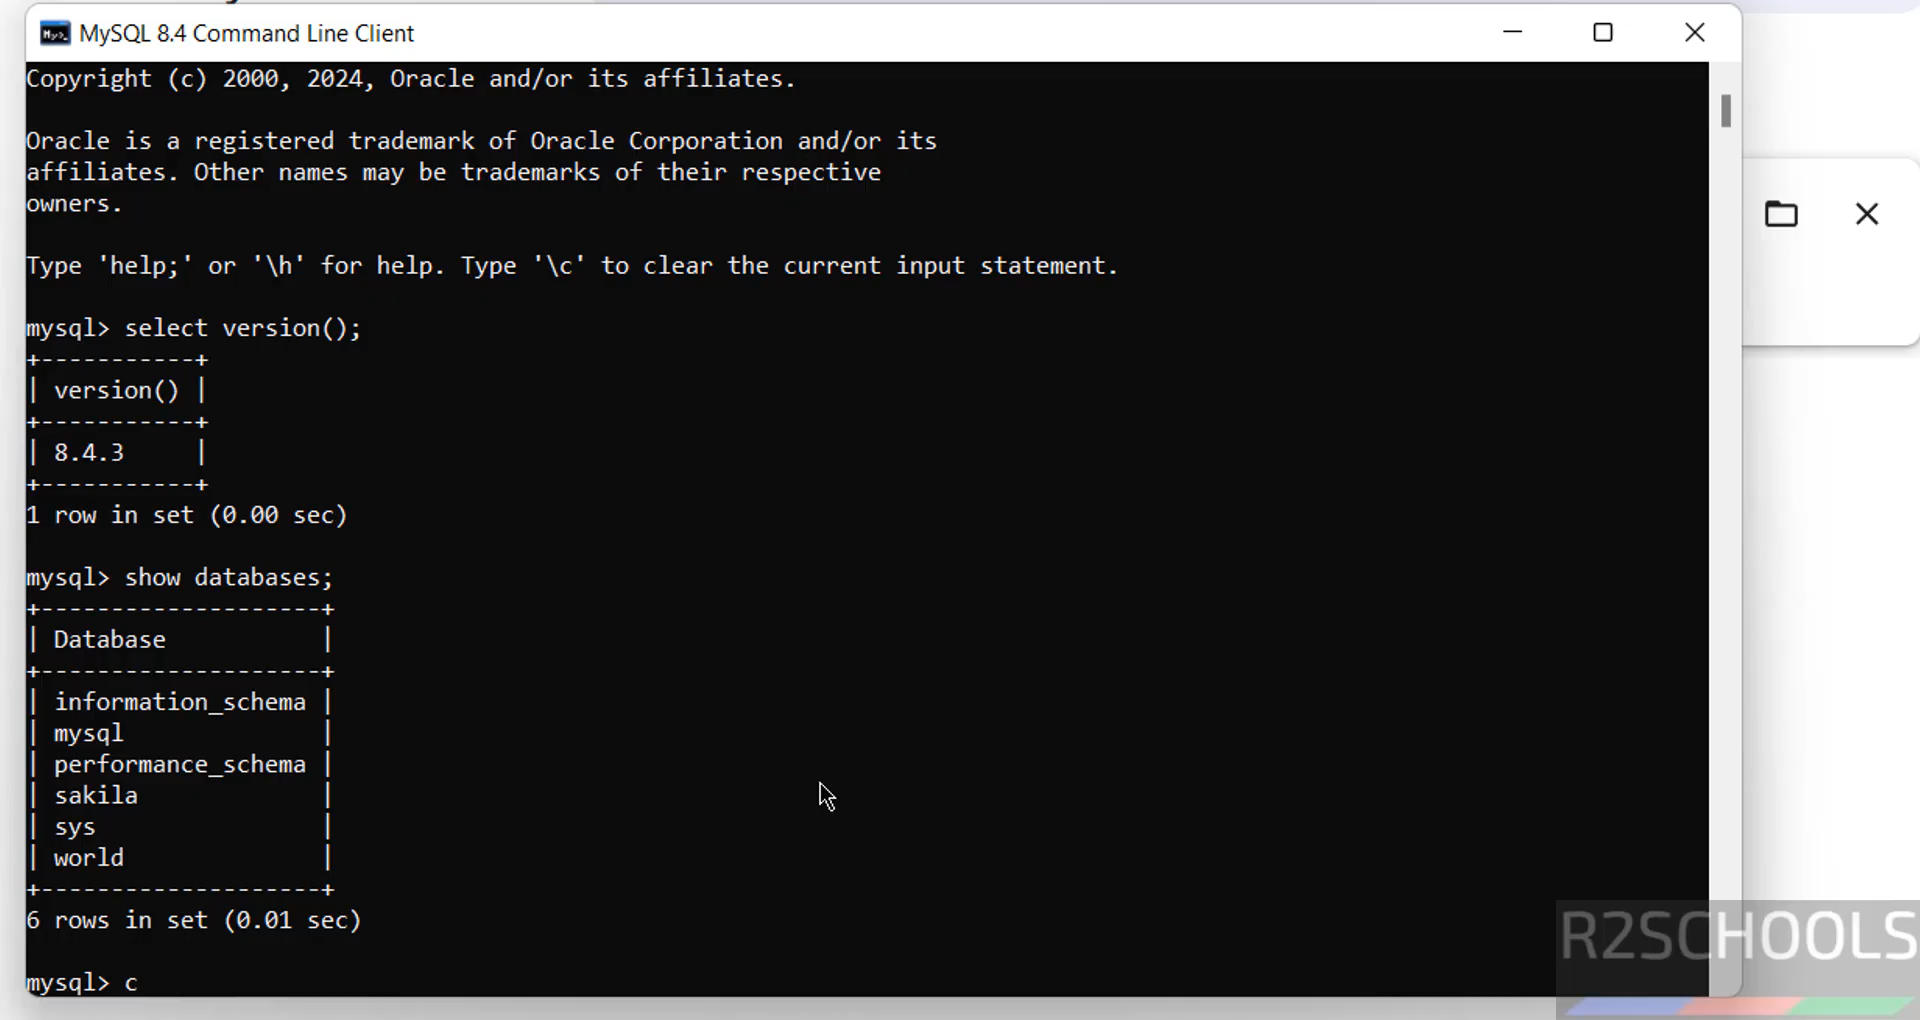 MySQL 8.4 Command Line Client
Copyright (c) 2000, 2024, Oracle and/or its affiliates.
Oracle is a registered trademark of Oracle Corporation and/or its
affiliates. Other names may be trademarks of their respective
owners.
Type 'help;' or '\h' for help. Type '\c' to clear the current input statement.
mysql> select version();
+-----------+
| version() |
+-----------+
| 8.4.3     |
+-----------+
1 row in set (0.00 sec)
mysql> show databases;
+--------------------+
| Database           |
+--------------------+
| information_schema |
| mysql              |
| performance_schema |
| sakila             |
| sys                |
| world              |
+--------------------+
6 rows in set (0.01 sec)
mysql> c
R2SCHOOLS